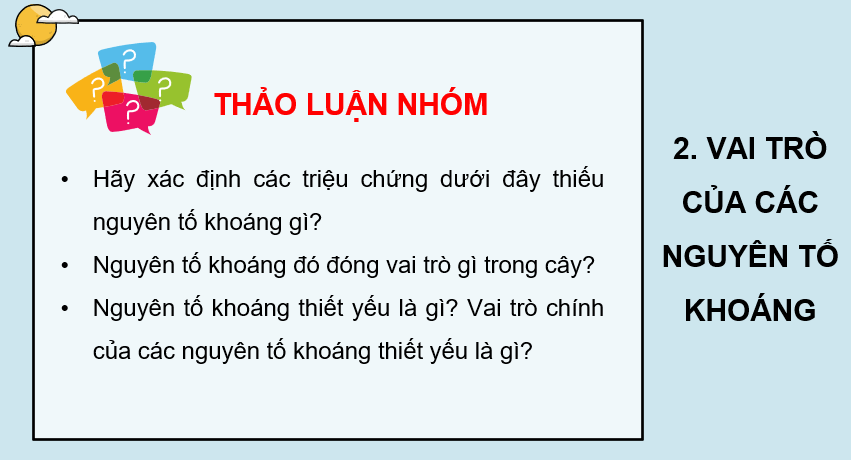 THẢO LUẬN NHÓM
• Hãy xác định các triệu chứng dưới đây thiếu
nguyên tố khoáng gì?
• Nguyên tố khoáng đó đóng vai trò gì trong cây?
• Nguyên tố khoáng thiết yếu là gì? Vai trò chính
của các nguyên tố khoáng thiết yếu là gì?
2. VAI TRÒ
CỦA CÁC
NGUYÊN TỐ
KHOÁNG